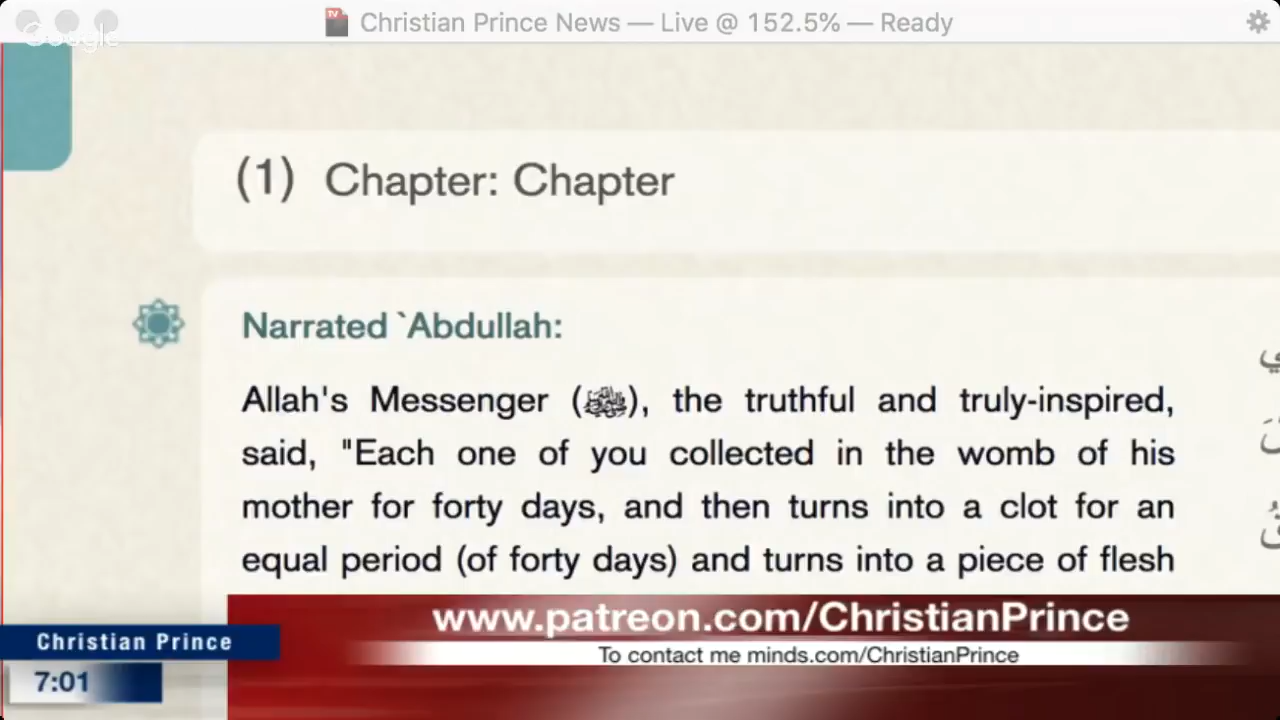 Christian Prince News — Live @ 152.5% — Ready
Google
(1) Chapter: Chapter
Narrated `Abdullah:
Allah's Messenger (ﷺ), the truthful and truly-inspired,
said, "Each one of you collected in the womb of his
mother for forty days, and then turns into a clot for an
equal period (of forty days) and turns into a piece of flesh
www.patreon.com/ChristianPrince
To contact me minds.com/ChristianPrince
Christian Prince
7:01